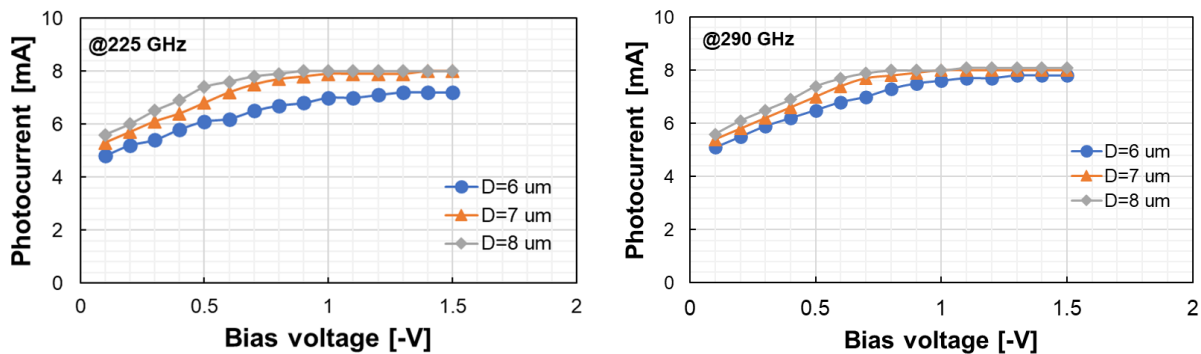 @225 GHz
Photocurrent [mA]
10
8
6
4
2
0
D=6 um
D=7 um
D=8 um
0
0.5
1
1.5
2
Bias voltage [-V]
@290 GHz
Photocurrent [mA]
10
8
6
4
2
0
D=6 um
D=7 um
D=8 um
0
0.5
1
1.5
2
Bias voltage [-V]